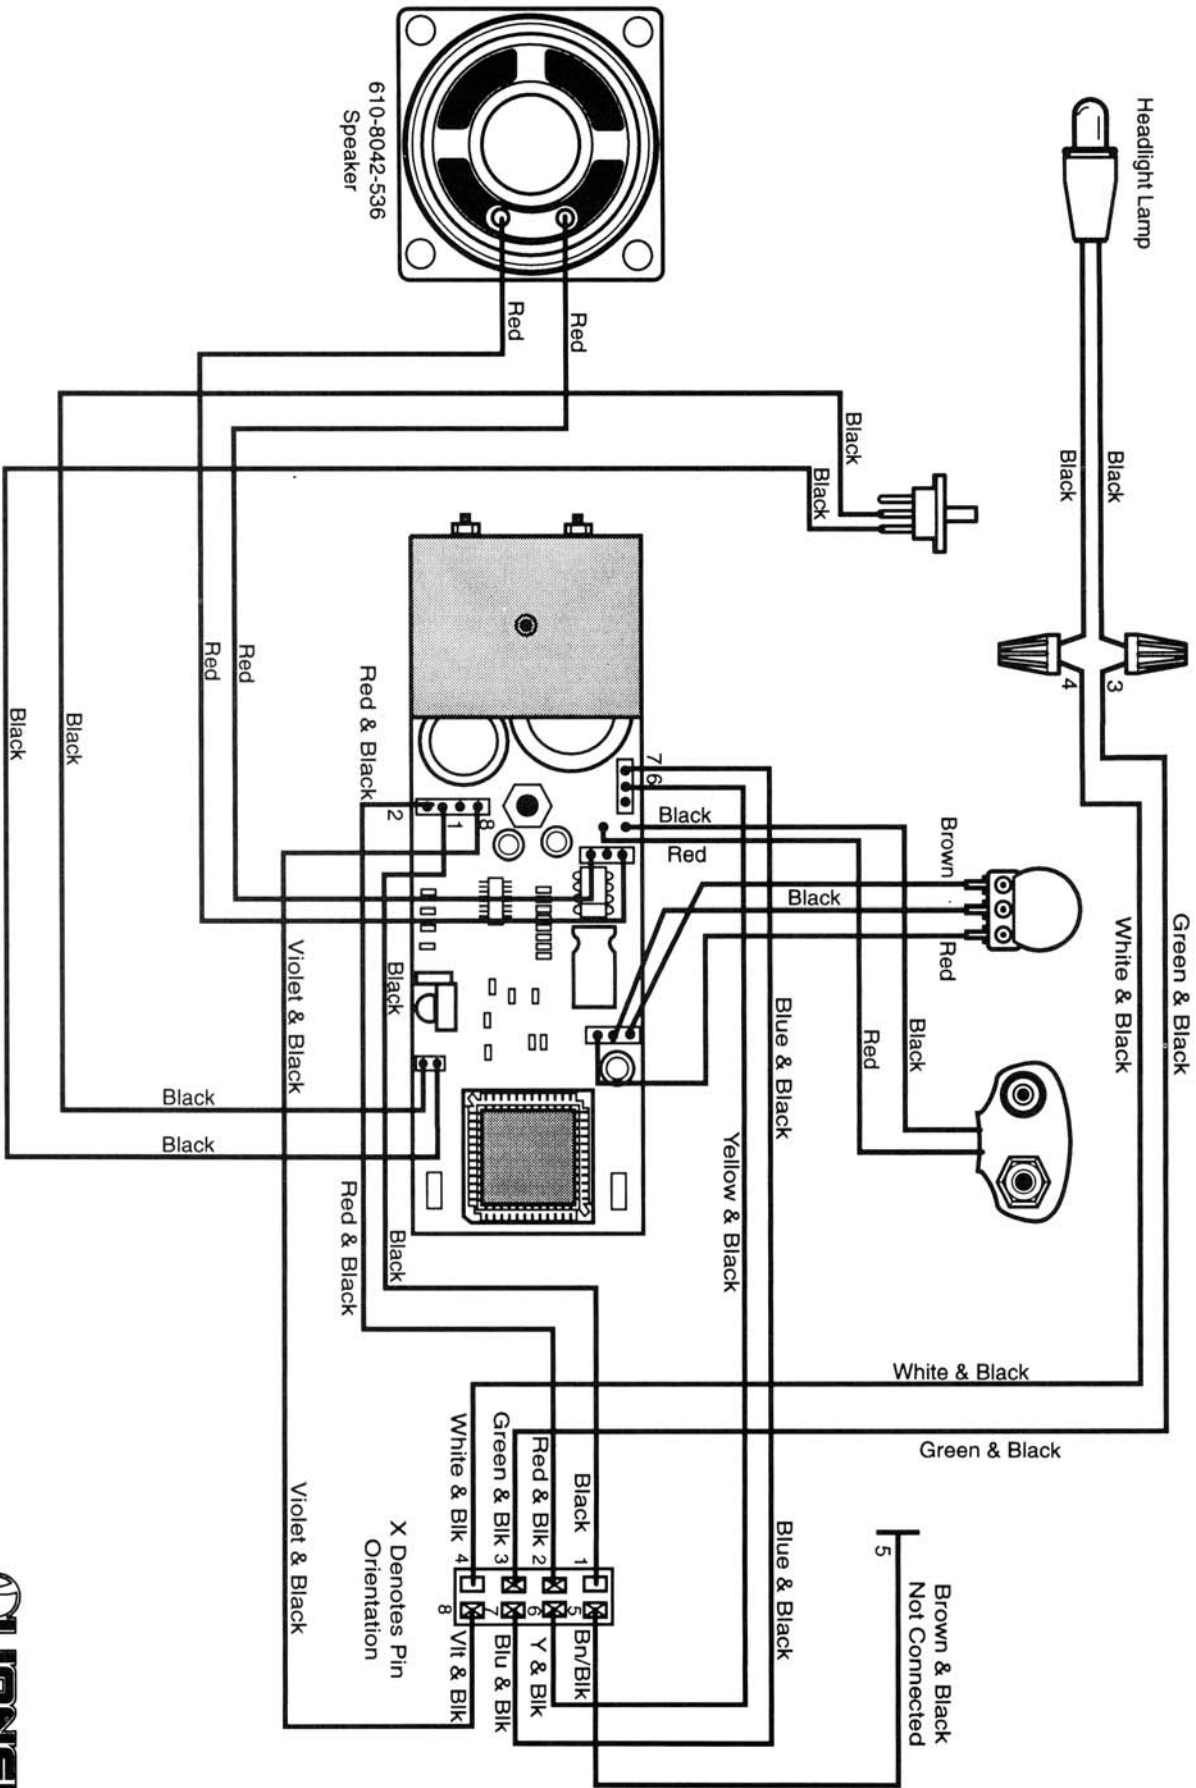 Headlight Lamp
610-8042-536
Speaker
Red
Red
Black
Black
Black
Black
3
4
Red
Red
Black
Black
Red & Black
2
1
8
7
6
Black
Red
Brown
Black
Red
Black
Red
Green & Black
White & Black
Blue & Black
Yellow & Black
Violet & Black
Black
Black
Black
Red & Black
Black
White & Black
Green & Black
Brown & Black
Not Connected
5
Blue & Black
Violet & Black
Black 1
Red & Blk 2
Green & Blk 3
White & Blk 4
5 Bn/Blk
6 Y & Blk
7 Blu & Blk
8 Vlt & Blk
X Denotes Pin
Orientation